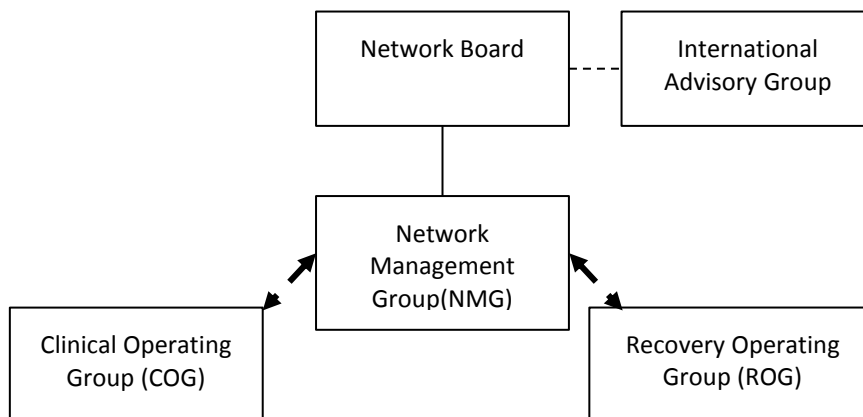 Network Board
International
Advisory Group
Network
Management
Group(NMG)
Clinical Operating
Group (COG)
Recovery Operating
Group (ROG)